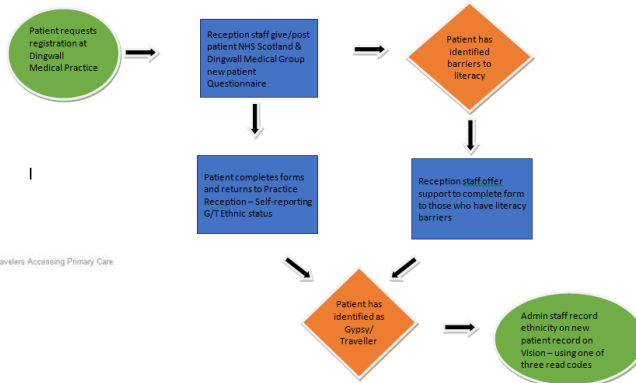 Patient requests
registration at
Dingwall
Medical Practice
Reception staff give/post
patient NHS Scotland &
Dingwall Medical Group
new patient
Questionnaire
Patient has
identified
barriers to
literacy
Patient completes forms
and returns to Practice
Reception – Self-reporting
G/T Ethnic status
Reception staff offer
support to complete form
to those who have literacy
barriers
avelers Accessing Primary Care
Patient has
identified as
Gypsy/
Traveller
Admin staff record
ethnicity on new
patient record on
Vision – using one of
three read codes